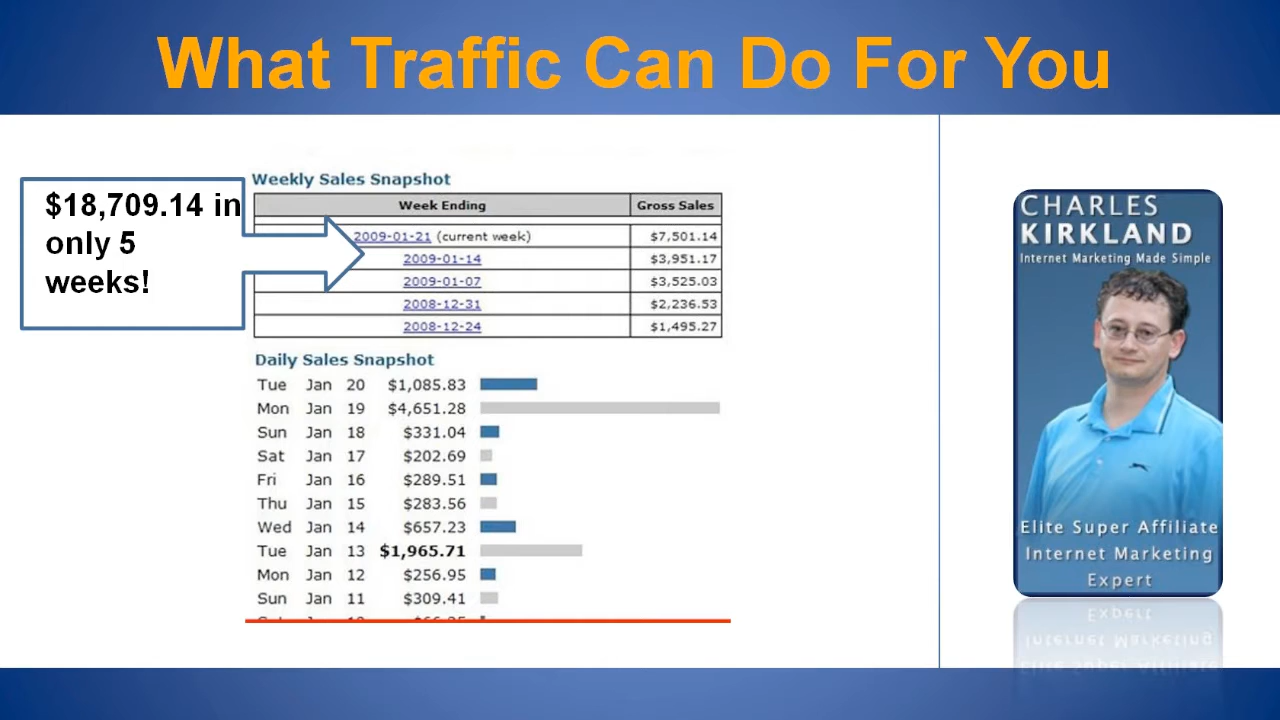 What Traffic Can Do For You
$18,709.14 in
only 5
weeks!
Weekly Sales Snapshot
Week Ending Gross Sales
2009-01-21 (current week) $7,501.14
2009-01-14 $3,951.17
2009-01-07 $3,525.03
2008-12-31 $2,236.53
2008-12-24 $1,495.27
Daily Sales Snapshot
Tue Jan 20 $1,085.83
Mon Jan 19 $4,651.28
Sun Jan 18 $331.04
Sat Jan 17 $202.69
Fri Jan 16 $289.51
Thu Jan 15 $283.56
Wed Jan 14 $657.23
Tue Jan 13 $1,965.71
Mon Jan 12 $256.95
Sun Jan 11 $309.41
CHARLES
KIRKLAND
Internet Marketing Made Simple
Elite Super Affiliate
Internet Marketing
Expert